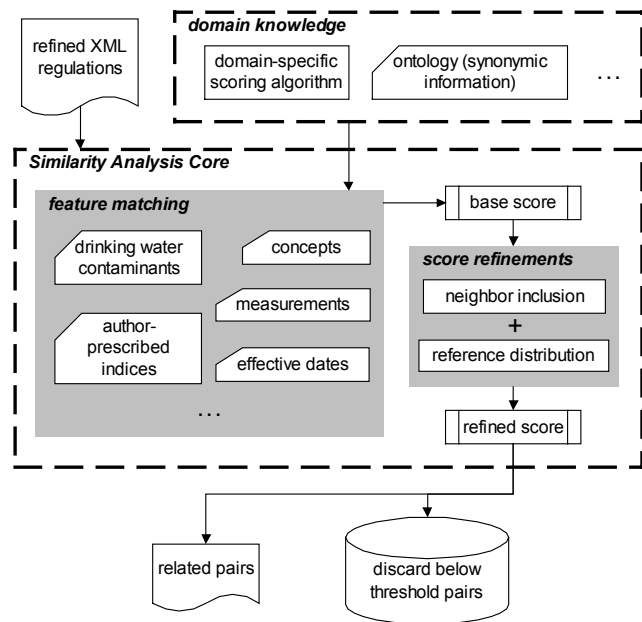 refined XML
regulations
domain knowledge
domain-specific
scoring algorithm
ontology (synonymic
information)
...
Similarity Analysis Core
feature matching
drinking water
contaminants
concepts
measurements
author-
prescribed
indices
effective dates
...
base score
score refinements
neighbor inclusion
+
reference distribution
refined score
related pairs
discard below
threshold pairs